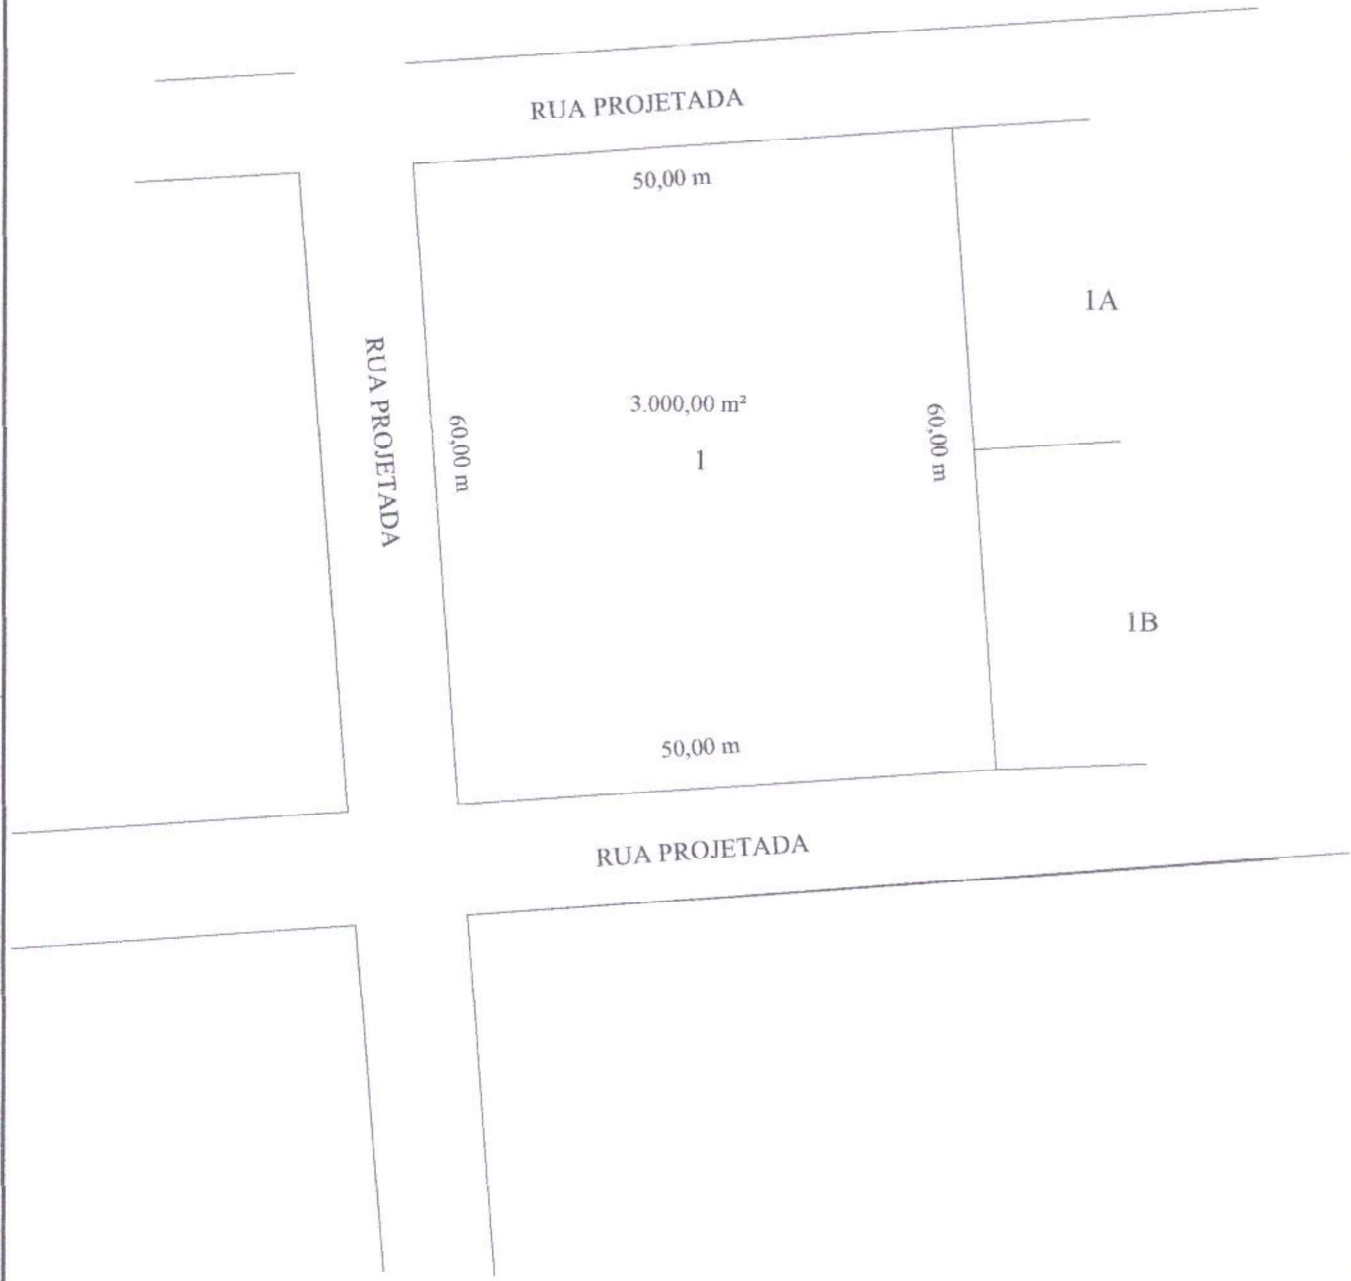 RUA PROJETADA
50,00 m
1A
RUA PROJETADA
60,00 m
3.000,00 m²
1
60,00 m
1B
50,00 m
RUA PROJETADA